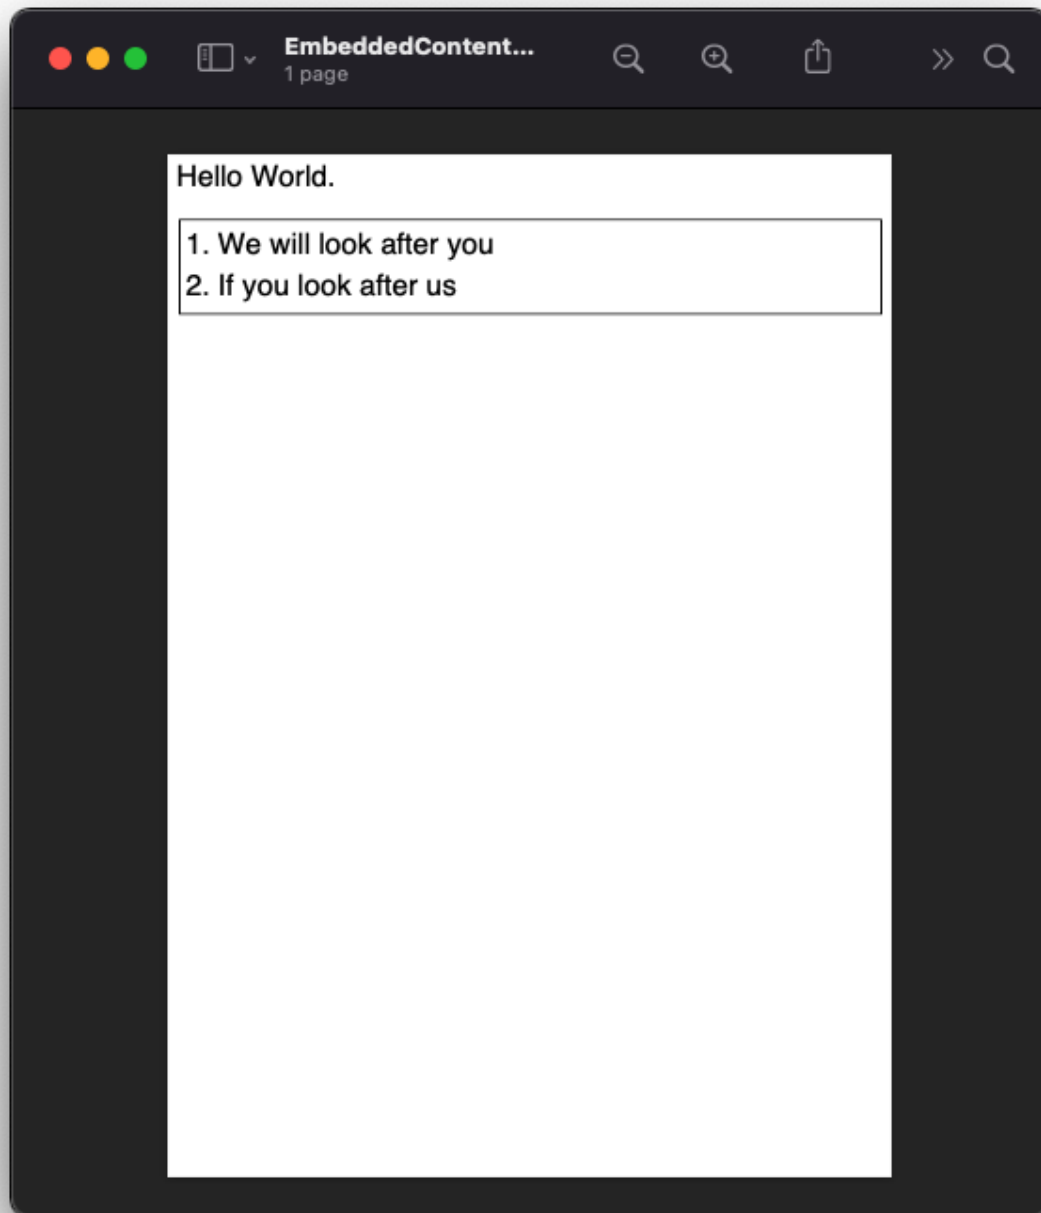 EmbeddedContent...
1 page
Hello World.
1. We will look after you
2. If you look after us